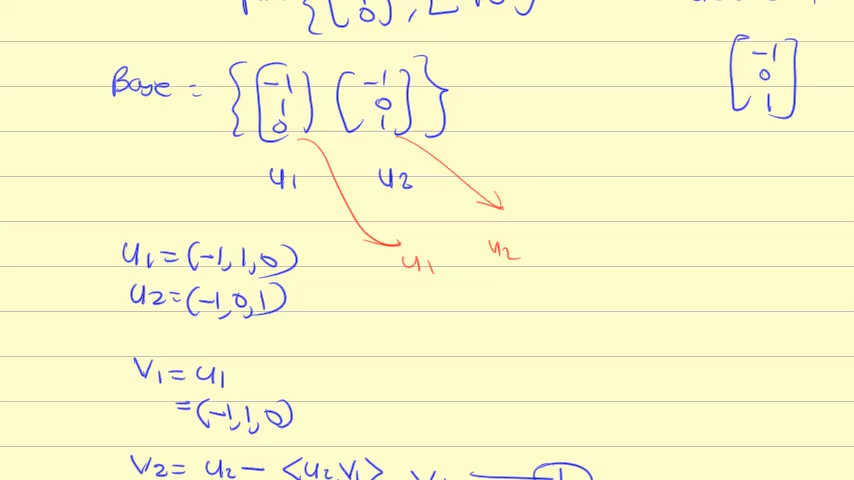 Base = { [-1 1 0] [-1 0 1] }
[-1 0 1]
u1 u2
u1 u2
u1 = (-1, 1, 0)
u2 = (-1, 0, 1)
v1 = u1
= (-1, 1, 0)
v2 = u2 - <u2, v1>